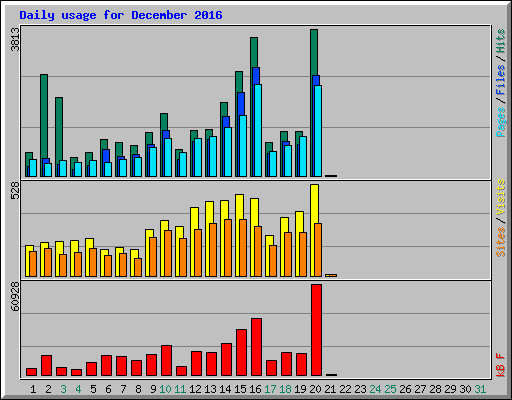 Daily usage for December 2016
3813
Pages / Files / Hits
528
Sites / Visits
60928
kB F
1 2 3 4 5 6 7 8 9 10 11 12 13 14 15 16 17 18 19 20 21 22 23 24 25 26 27 28 29 30 31